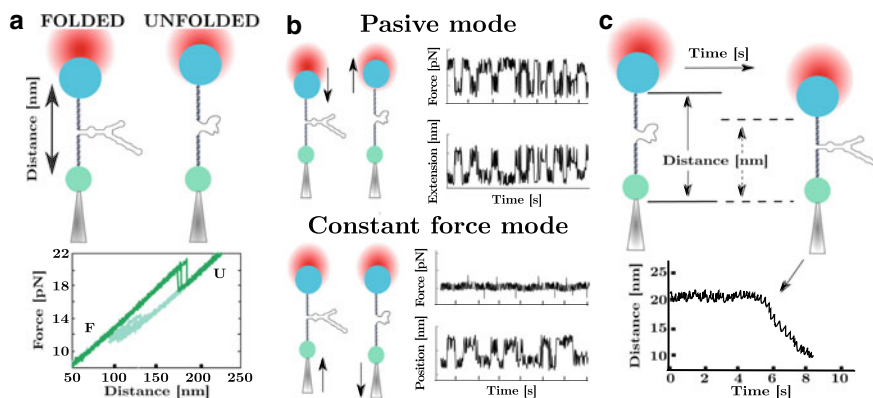 a
FOLDED UNFOLDED
Distance [nm]
Force [pN]
22
18
14
10
F
U
50 100 150 200 250
Distance [nm]
b
Pasive mode
Force [pN]
Extension [nm]
Time [s]
Constant force mode
Force [pN]
Position [nm]
Time [s]
c
Time [s]
Distance [nm]
Distance [nm]
25
20
15
10
0 2 4 6 8 10
Time [s]